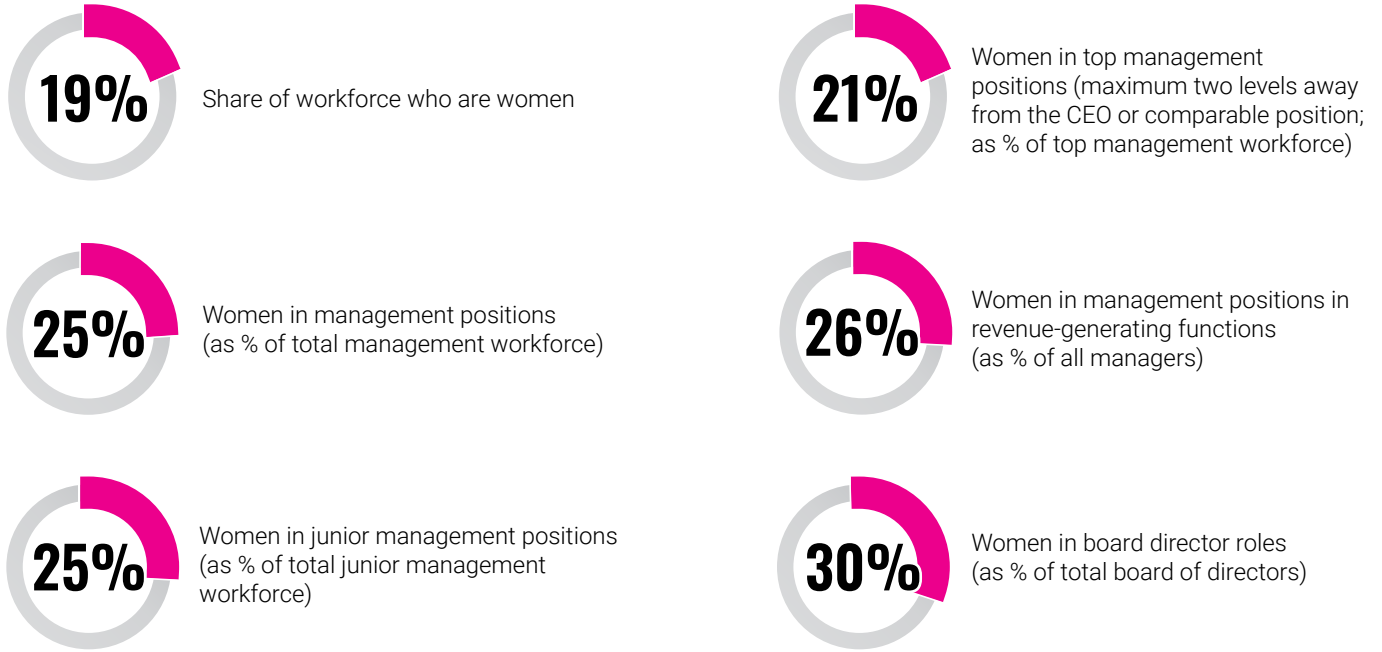 19%
Share of workforce who are women
21%
Women in top management
positions (maximum two levels away
from the CEO or comparable position;
as % of top management workforce)
25%
Women in management positions
(as % of total management workforce)
26%
Women in management positions in
revenue-generating functions
(as % of all managers)
25%
Women in junior management positions
(as % of total junior management
workforce)
30%
Women in board director roles
(as % of total board of directors)